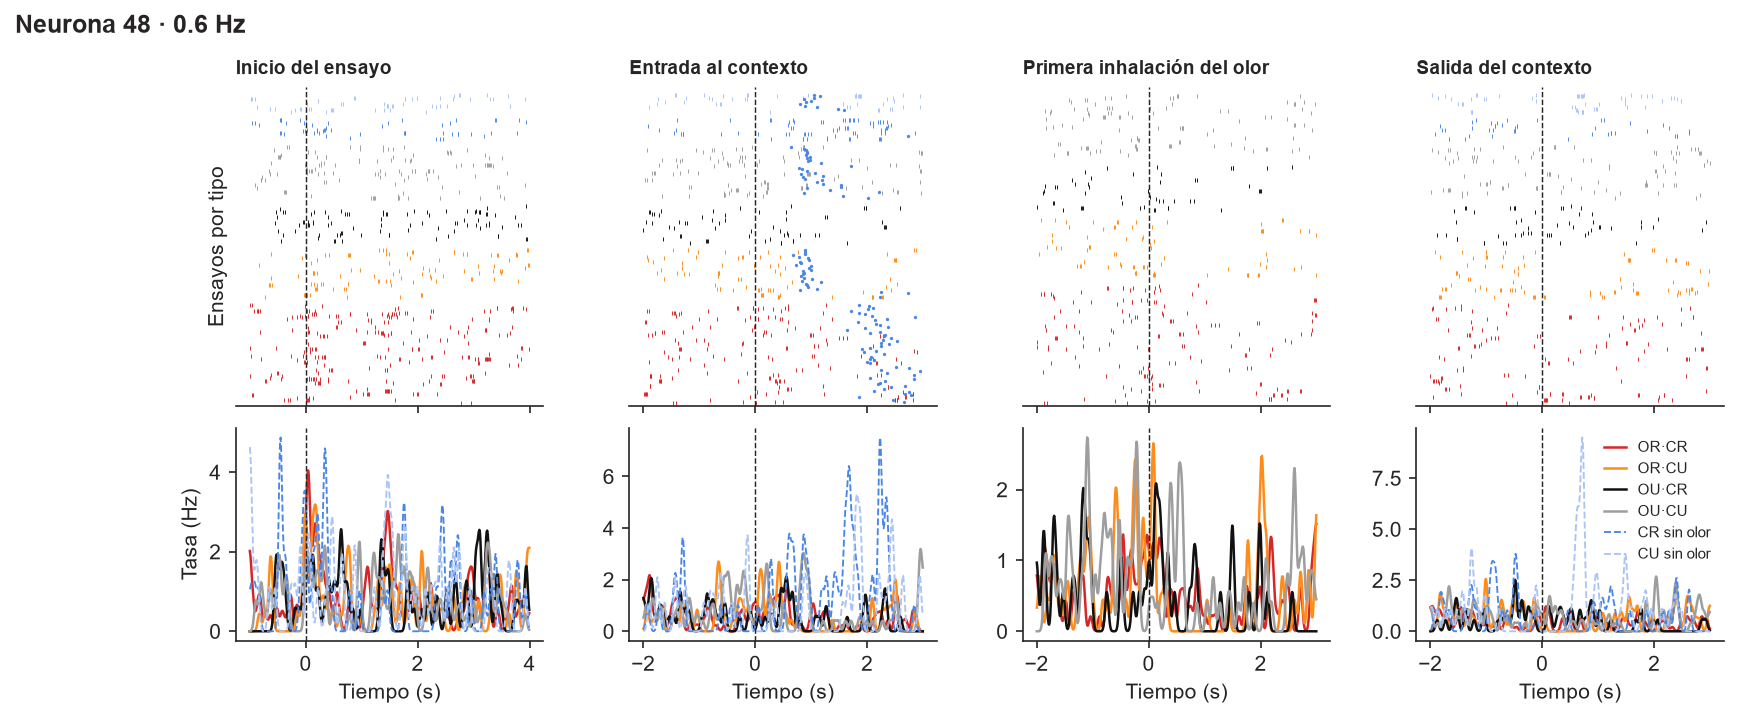 Neurona 48 · 0.6 Hz
Inicio del ensayo
Entrada al contexto
Primera inhalación del olor
Salida del contexto
Ensayos por tipo
Tasa (Hz)
4
2
0
6
4
2
0
2
1
0
7.5
5.0
2.5
0.0
OR·CR
OR·CU
OU·CR
OU·CU
CR sin olor
CU sin olor
0 2 4
−2 0 2
−2 0 2
−2 0 2
Tiempo (s)
Tiempo (s)
Tiempo (s)
Tiempo (s)